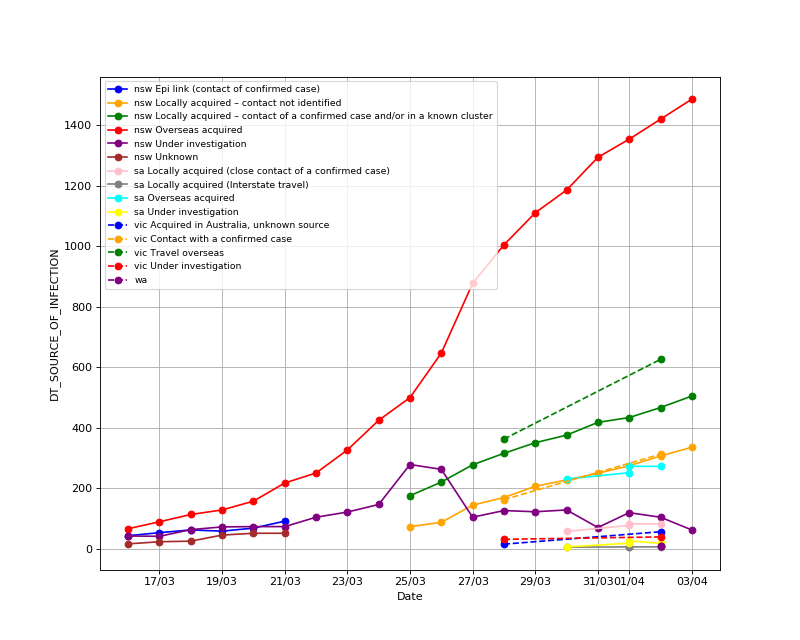 nsw Epi link (contact of confirmed case)
nsw Locally acquired – contact not identified
nsw Locally acquired – contact of a confirmed case and/or in a known cluster
nsw Overseas acquired
nsw Under investigation
nsw Unknown
sa Locally acquired (close contact of a confirmed case)
sa Locally acquired (Interstate travel)
sa Overseas acquired
sa Under investigation
vic Acquired in Australia, unknown source
vic Contact with a confirmed case
vic Travel overseas
vic Under investigation
wa
1400
1200
1000
800
600
400
200
0
DT_SOURCE_OF_INFECTION
17/03 19/03 21/03 23/03 25/03 27/03 29/03 31/03 01/04 03/04
Date